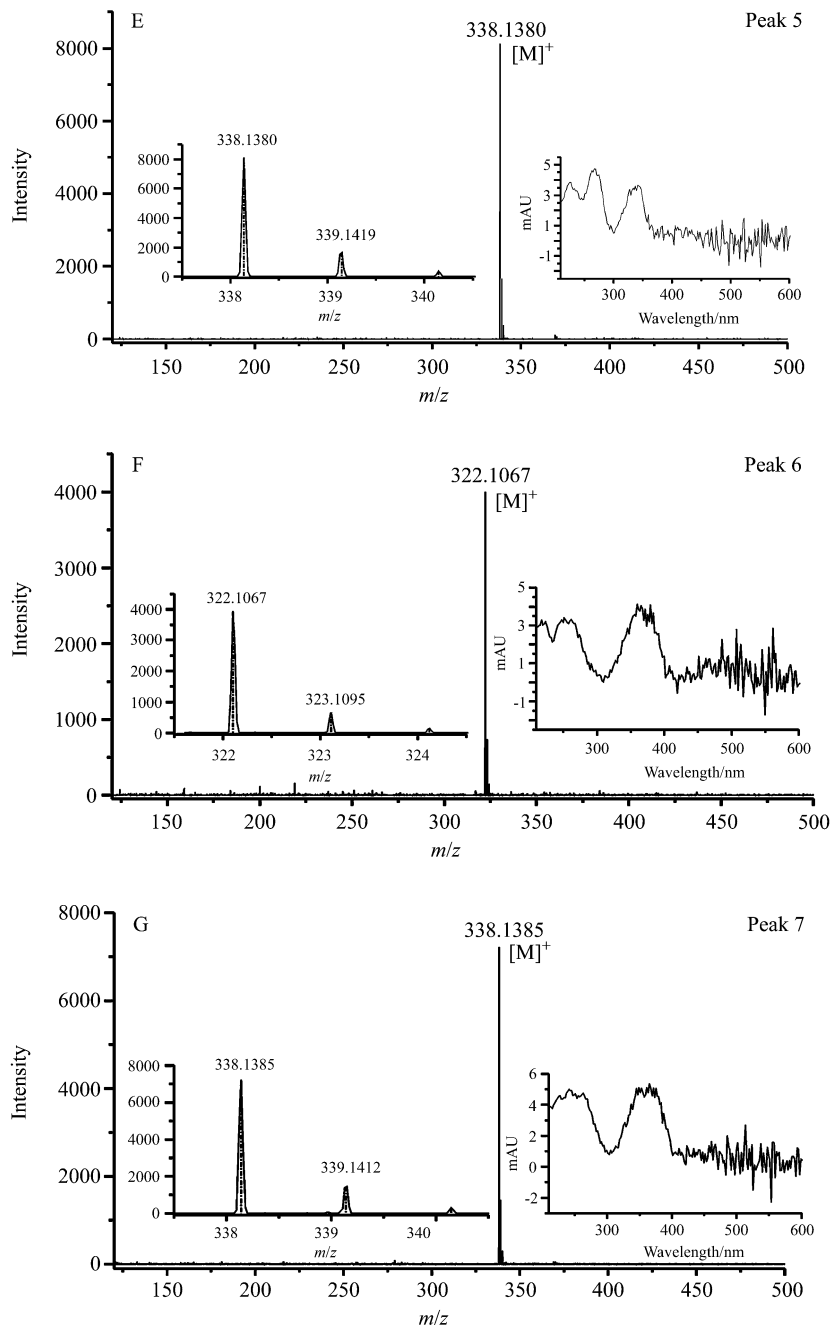 E
Peak 5
338.1380
[M]+
8000
6000
4000
2000
0
Intensity
150 200 250 300 350 400 450 500
m/z
338.1380
8000
6000
4000
2000
0
339.1419
338 339 340
m/z
5
3
1
-1
mAU
300 400 500 600
Wavelength/nm
F
Peak 6
322.1067
[M]+
4000
3000
2000
1000
0
Intensity
150 200 250 300 350 400 450 500
m/z
322.1067
4000
3000
2000
1000
0
323.1095
322 323 324
m/z
5
3
1
-1
mAU
300 400 500 600
Wavelength/nm
G
Peak 7
338.1385
[M]+
8000
6000
4000
2000
0
Intensity
150 200 250 300 350 400 450 500
m/z
338.1385
8000
6000
4000
2000
0
339.1412
338 339 340
m/z
6
4
2
0
-2
mAU
300 400 500 600
Wavelength/nm